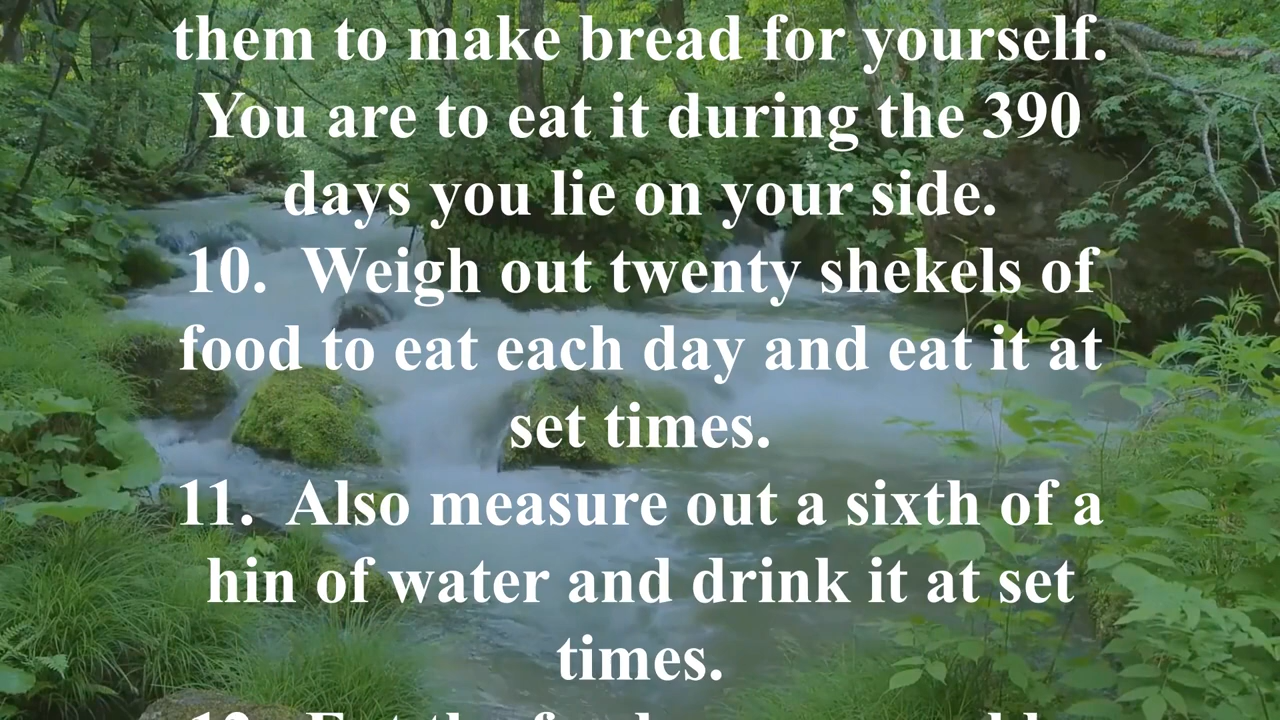 them to make bread for yourself.
You are to eat it during the 390
days you lie on your side.
10.  Weigh out twenty shekels of
food to eat each day and eat it at
set times.
11.  Also measure out a sixth of a
hin of water and drink it at set
times.